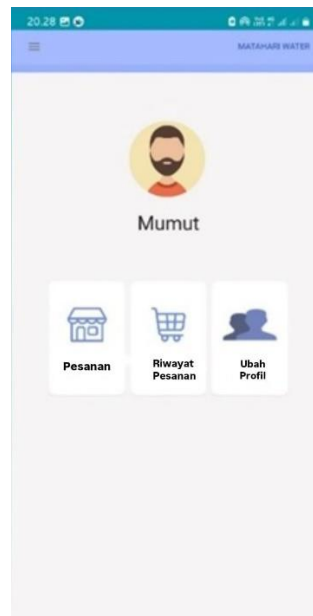 20.28
MATAHARI WATER
Mumut
Pesanan
Riwayat
Pesanan
Ubah
Profil